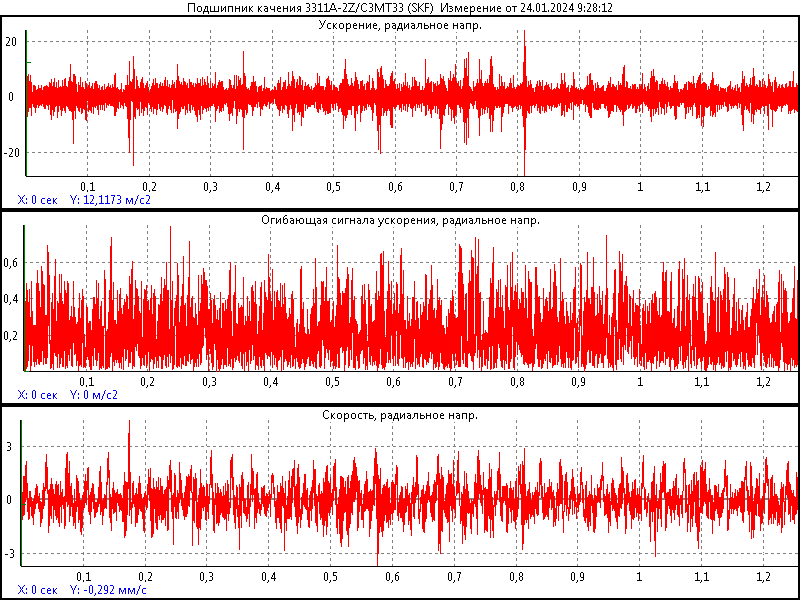 Подшипник качения 3311A-2Z/C3MT33 (SKF) Измерение от 24.01.2024 9:28:12
Ускорение, радиальное напр.
20
0
-20
0,1 0,2 0,3 0,4 0,5 0,6 0,7 0,8 0,9 1 1,1 1,2
X: 0 сек Y: 12,1173 м/с2
Огибающая сигнала ускорения, радиальное напр.
0,6
0,4
0,2
0,1 0,2 0,3 0,4 0,5 0,6 0,7 0,8 0,9 1 1,1 1,2
X: 0 сек Y: 0 м/с2
Скорость, радиальное напр.
3
0
-3
0,1 0,2 0,3 0,4 0,5 0,6 0,7 0,8 0,9 1 1,1 1,2
X: 0 сек Y: -0,292 мм/с